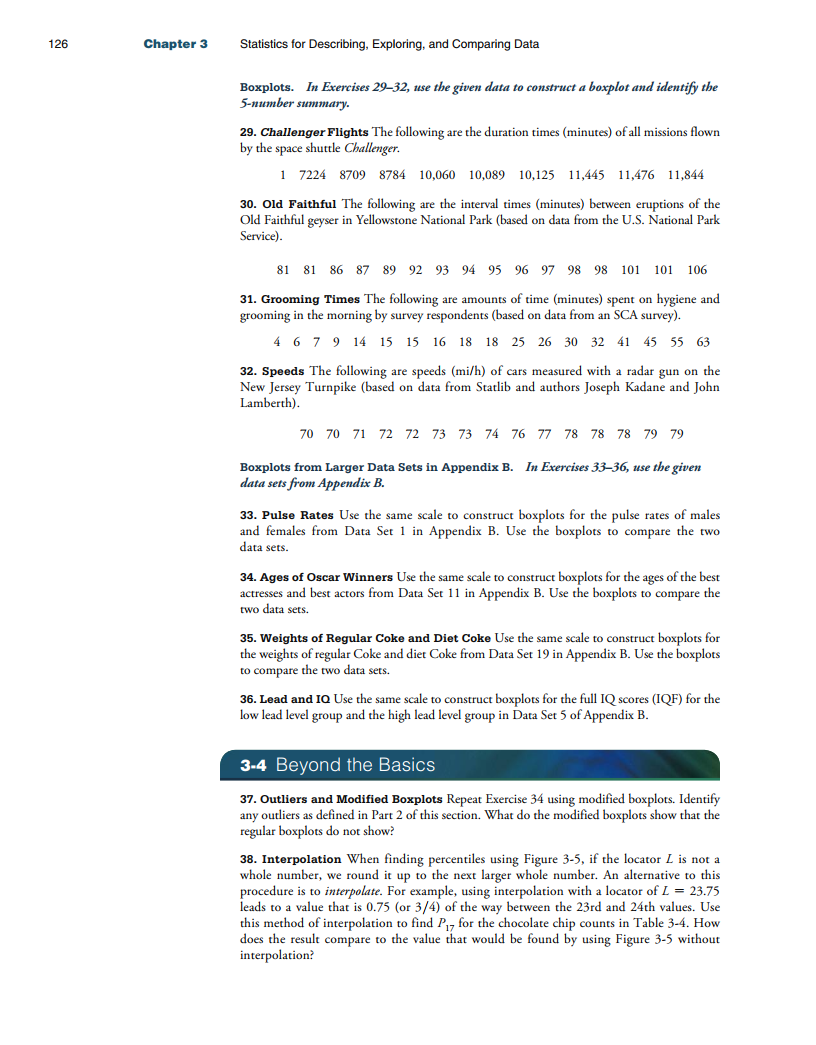 126 Chapter 3 Statistics for Describing, Exploring, and Comparing Data
Boxplots. In Exercises 29–32, use the given data to construct a boxplot and identify the
5-number summary.
29. Challenger Flights The following are the duration times (minutes) of all missions flown
by the space shuttle Challenger.
1 7224 8709 8784 10,060 10,089 10,125 11,445 11,476 11,844
30. Old Faithful The following are the interval times (minutes) between eruptions of the
Old Faithful geyser in Yellowstone National Park (based on data from the U.S. National Park
Service).
81 81 86 87 89 92 93 94 95 96 97 98 98 101 101 106
31. Grooming Times The following are amounts of time (minutes) spent on hygiene and
grooming in the morning by survey respondents (based on data from an SCA survey).
4 6 7 9 14 15 15 16 18 18 25 26 30 32 41 45 55 63
32. Speeds The following are speeds (mi/h) of cars measured with a radar gun on the
New Jersey Turnpike (based on data from Statlib and authors Joseph Kadane and John
Lamberth).
70 70 71 72 72 73 73 74 76 77 78 78 78 79 79
Boxplots from Larger Data Sets in Appendix B. In Exercises 33–36, use the given
data sets from Appendix B.
33. Pulse Rates Use the same scale to construct boxplots for the pulse rates of males
and females from Data Set 1 in Appendix B. Use the boxplots to compare the two
data sets.
34. Ages of Oscar Winners Use the same scale to construct boxplots for the ages of the best
actresses and best actors from Data Set 11 in Appendix B. Use the boxplots to compare the
two data sets.
35. Weights of Regular Coke and Diet Coke Use the same scale to construct boxplots for
the weights of regular Coke and diet Coke from Data Set 19 in Appendix B. Use the boxplots
to compare the two data sets.
36. Lead and IQ Use the same scale to construct boxplots for the full IQ scores (IQF) for the
low lead level group and the high lead level group in Data Set 5 of Appendix B.
3-4 Beyond the Basics
37. Outliers and Modified Boxplots Repeat Exercise 34 using modified boxplots. Identify
any outliers as defined in Part 2 of this section. What do the modified boxplots show that the
regular boxplots do not show?
38. Interpolation When finding percentiles using Figure 3-5, if the locator L is not a
whole number, we round it up to the next larger whole number. An alternative to this
procedure is to interpolate. For example, using interpolation with a locator of L = 23.75
leads to a value that is 0.75 (or 3/4) of the way between the 23rd and 24th values. Use
this method of interpolation to find P17 for the chocolate chip counts in Table 3-4. How
does the result compare to the value that would be found by using Figure 3-5 without
interpolation?